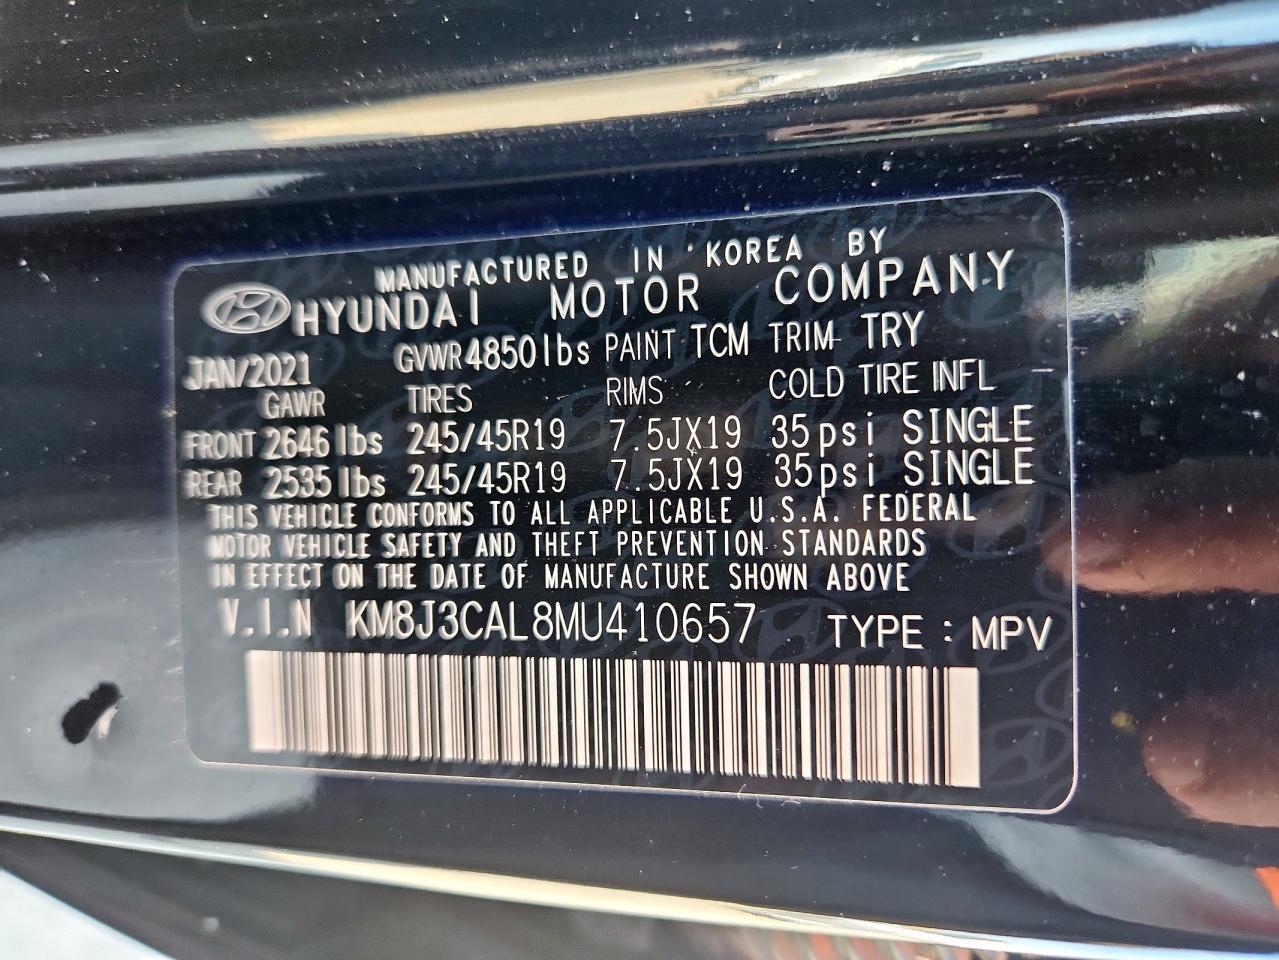 MANUFACTURED IN KOREA BY
HYUNDAI MOTOR COMPANY
JAN/2021 GVWR 4850lbs PAINT TCM TRIM TRY
GAWR TIRES RIMS COLD TIRE INFL
FRONT 2646 lbs 245/45R19 7.5JX19 35psi SINGLE
REAR 2535 lbs 245/45R19 7.5JX19 35psi SINGLE
THIS VEHICLE CONFORMS TO ALL APPLICABLE U.S.A. FEDERAL
MOTOR VEHICLE SAFETY AND THEFT PREVENTION STANDARDS
IN EFFECT ON THE DATE OF MANUFACTURE SHOWN ABOVE
V.I.N KM8J3CAL8MU410657 TYPE : MPV